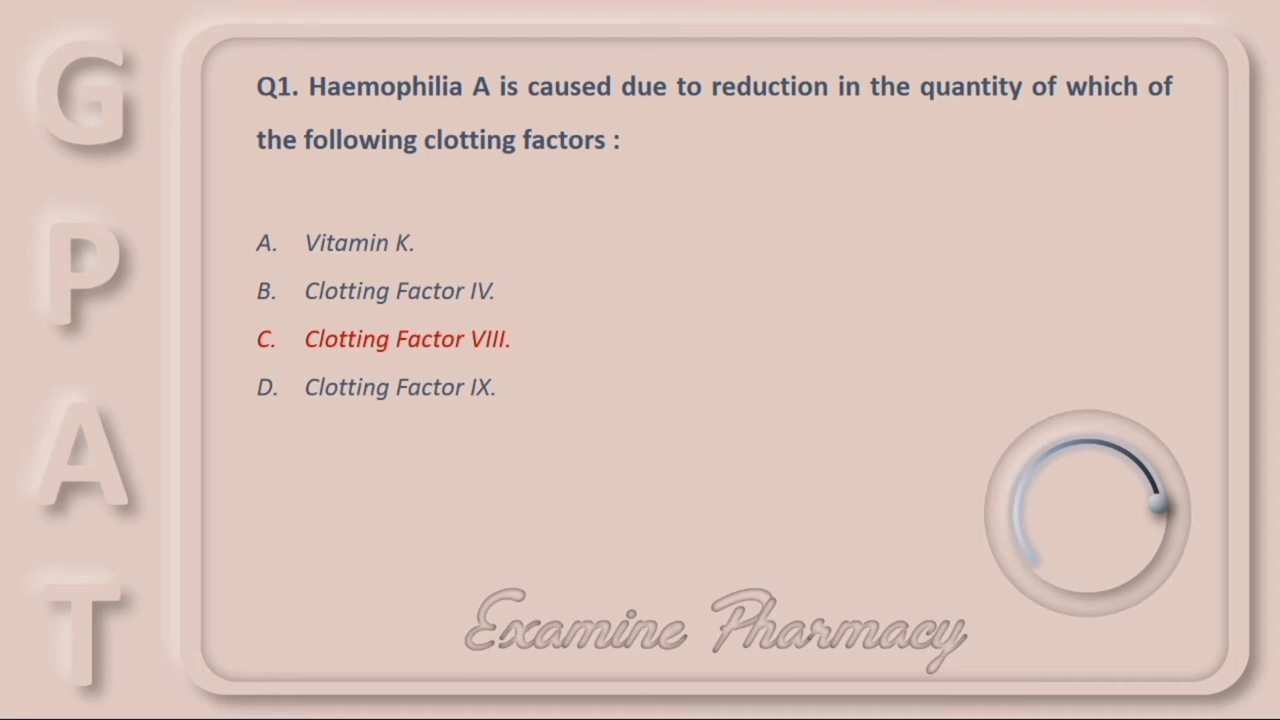 G
P
A
T
Q1. Haemophilia A is caused due to reduction in the quantity of which of
the following clotting factors :
A. Vitamin K.
B. Clotting Factor IV.
C. Clotting Factor VIII.
D. Clotting Factor IX.
Examine Pharmacy